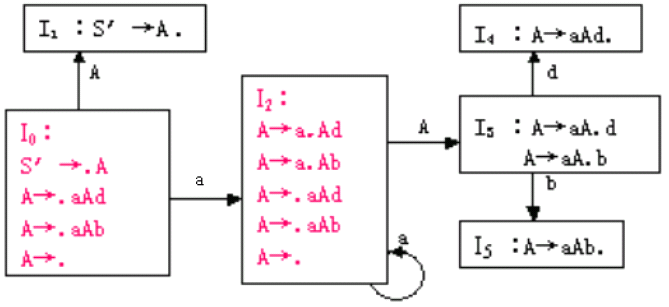 I₁ : S′ →A.
A
I₀:
S′ →.A
A→.aAd
A→.aAb
A→.
a
I₂:
A→a.Ad
A→a.Ab
A→.aAd
A→.aAb
A→.
a
A
I₄ : A→aAd.
d
I₃ : A→aA.d
A→aA.b
b
I₅ :A→aAb.